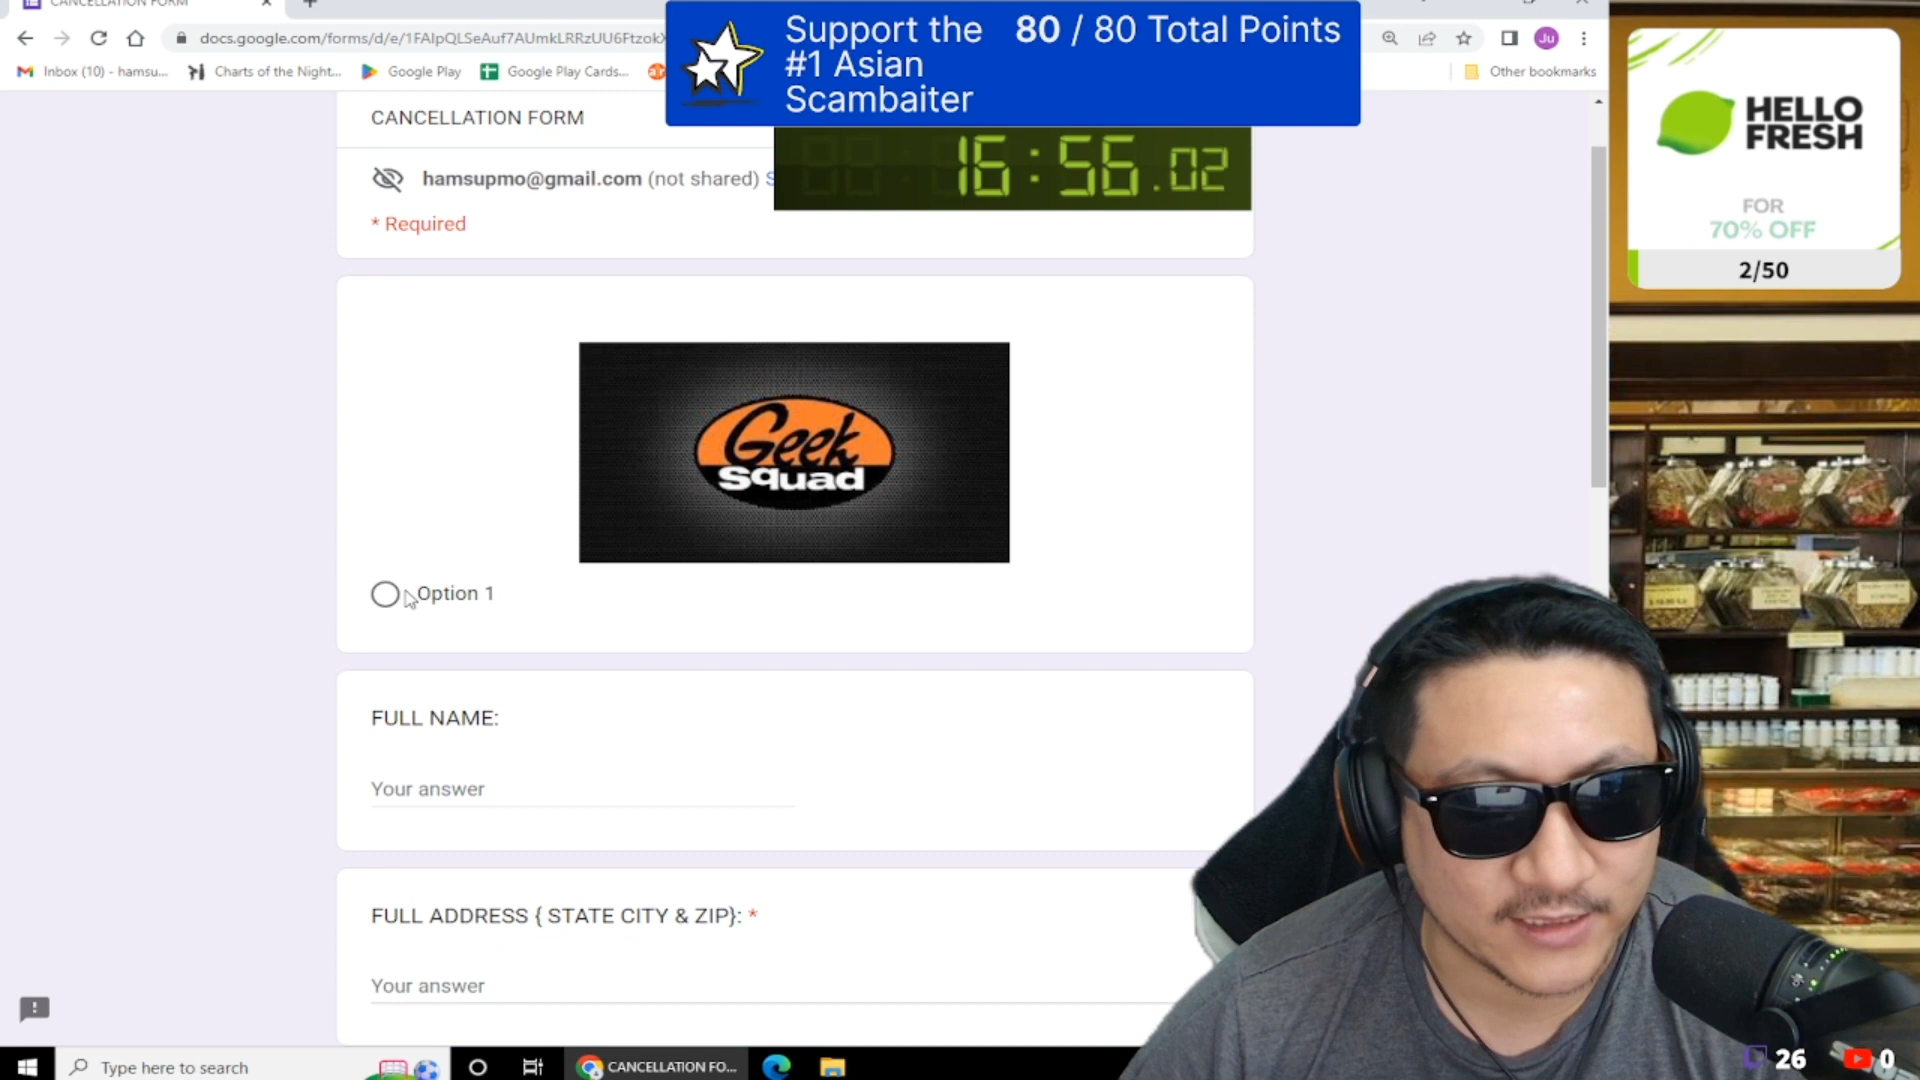 CANCELLATION FORM
docs.google.com/forms/d/e/1FAIpQLSeAuf7AUmkLRRzUU6Ftzok
Ju
Inbox (10) - hamsu...
Charts of the Night...
Google Play
Google Play Cards...
Other bookmarks
Support the
#1 Asian
Scambaiter
80 / 80 Total Points
16:56.02
HELLO
FRESH
FOR
70% OFF
2/50
CANCELLATION FORM
hamsupmo@gmail.com (not shared) S
* Required
Geek
Squad
Option 1
FULL NAME:
Your answer
FULL ADDRESS { STATE CITY & ZIP}: *
Your answer
Type here to search
CANCELLATION FO...
26
0